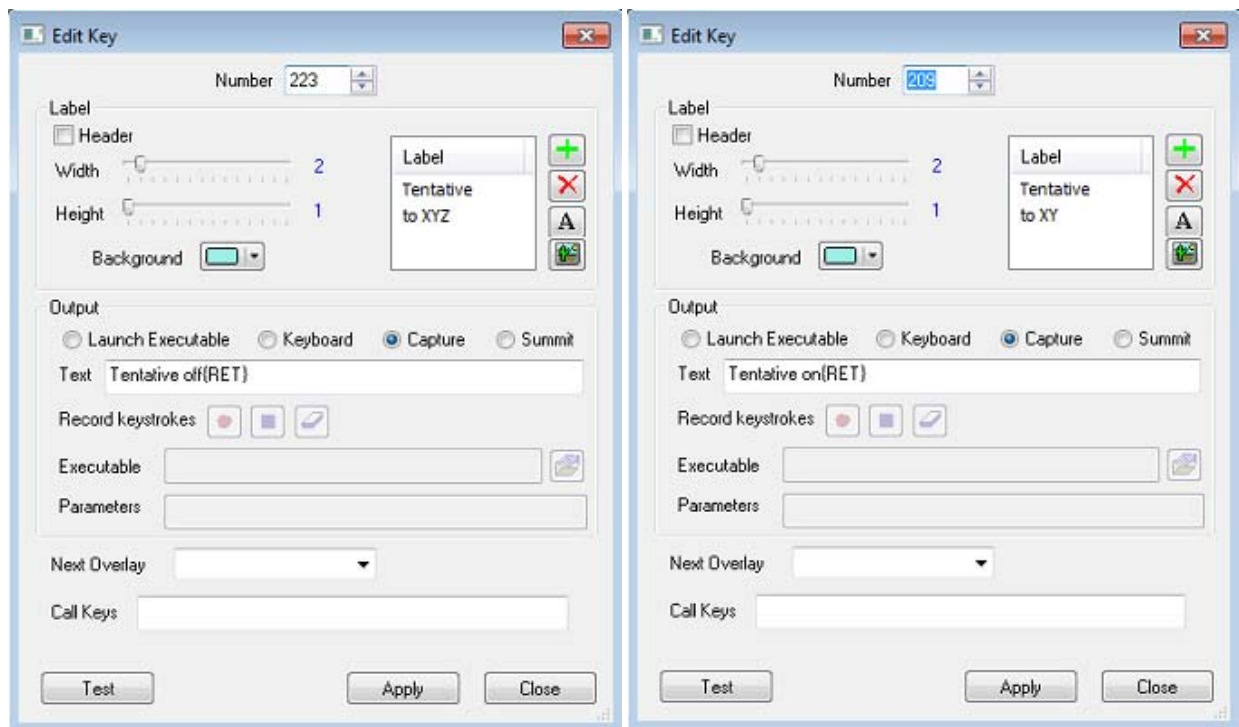 Edit Key
Number 223
Label
Header
Width 2
Height 1
Background
Label
Tentative
to XYZ
A
Output
Launch Executable Keyboard Capture Summit
Text Tentative off{RET}
Record keystrokes
Executable
Parameters
Next Overlay
Call Keys
Test Apply Close
Edit Key
Number 209
Label
Header
Width 2
Height 1
Background
Label
Tentative
to XY
A
Output
Launch Executable Keyboard Capture Summit
Text Tentative on{RET}
Record keystrokes
Executable
Parameters
Next Overlay
Call Keys
Test Apply Close